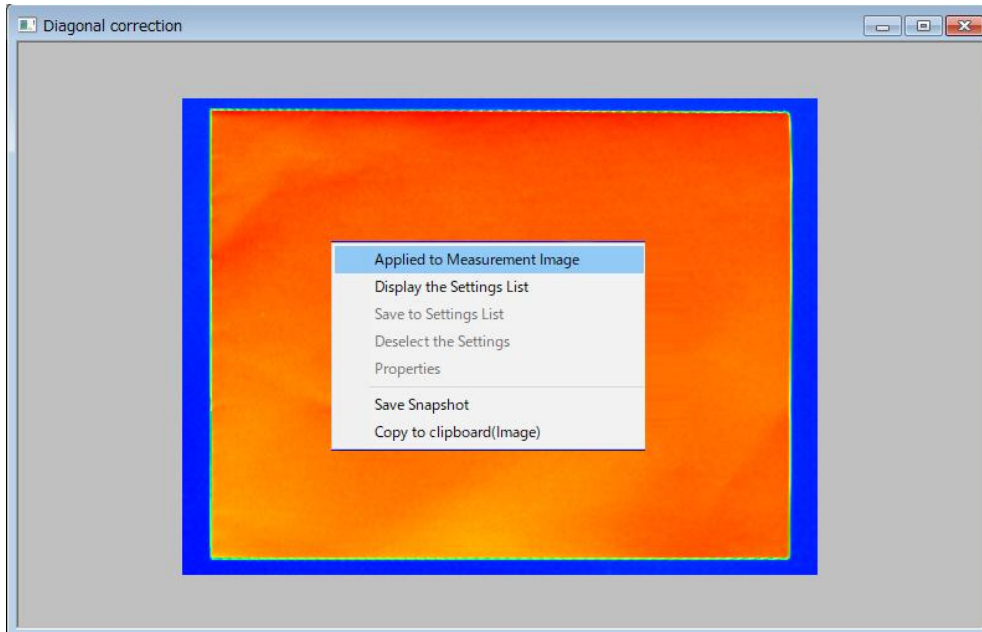 Diagonal correction
Applied to Measurement Image
Display the Settings List
Save to Settings List
Deselect the Settings
Properties
Save Snapshot
Copy to clipboard(Image)